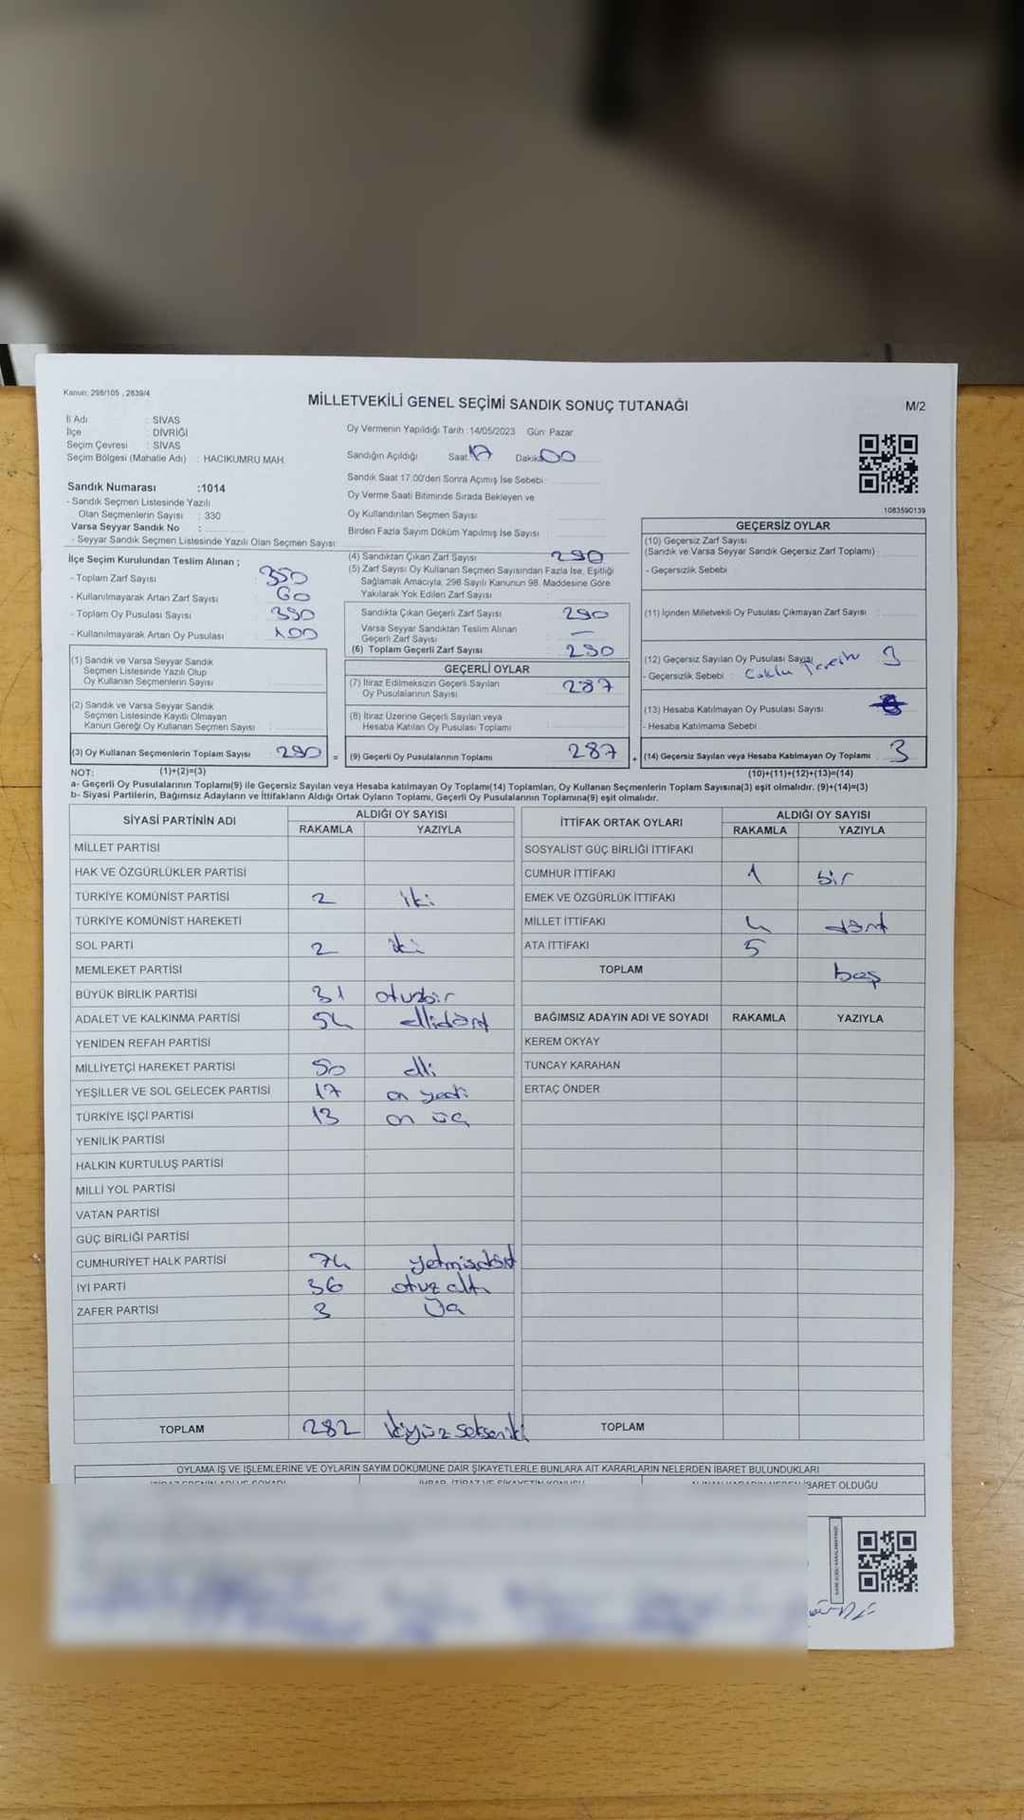 Kanun: 298/105 , 2839/4
MİLLETVEKİLİ GENEL SEÇİMİ SANDIK SONUÇ TUTANAĞI
M/2
İl Adı : SİVAS
İlçe : DİVRİĞİ
Seçim Çevresi : SİVAS
Seçim Bölgesi (Mahalle Adı) : HACIKUMRU MAH.
Sandık Numarası :1014
- Sandık Seçmen Listesinde Yazılı
Olan Seçmenlerin Sayısı : 330
Varsa Seyyar Sandık No :
- Seyyar Sandık Seçmen Listesinde Yazılı Olan Seçmen Sayısı:
Oy Vermenin Yapıldığı Tarih :14/05/2023 Gün: Pazar
Sandığın Açıldığı Saat 17 Dakika 00
Sandık Saat 17.00'den Sonra Açımış İse Sebebi :
Oy Verme Saati Bitiminde Sırada Bekleyen ve
Oy Kullandırılan Seçmen Sayısı :
Birden Fazla Sayım Döküm Yapılmış İse Sayısı :
1083590139
İlçe Seçim Kurulundan Teslim Alınan ;
- Toplam Zarf Sayısı : 350
- Kullanılmayarak Artan Zarf Sayısı : 60
- Toplam Oy Pusulası Sayısı : 390
- Kullanılmayarak Artan Oy Pusulası : 100
(1) Sandık ve Varsa Seyyar Sandık
Seçmen Listesinde Yazılı Olup
Oy Kullanan Seçmenlerin Sayısı :
(2) Sandık ve Varsa Seyyar Sandık
Seçmen Listesinde Kayıtlı Olmayan
Kanun Gereği Oy Kullanan Seçmen Sayısı :
(3) Oy Kullanan Seçmenlerin Toplam Sayısı : 290 =
(4) Sandıktan Çıkan Zarf Sayısı : 290
(5) Zarf Sayısı Oy Kullanan Seçmen Sayısından Fazla İse, Eşitliği
Sağlamak Amacıyla, 298 Sayılı Kanunun 98. Maddesine Göre
Yakılarak Yok Edilen Zarf Sayısı :
Sandıkta Çıkan Geçerli Zarf Sayısı : 290
Varsa Seyyar Sandıktan Teslim Alınan
Geçerli Zarf Sayısı : —
(6) Toplam Geçerli Zarf Sayısı : 290
GEÇERLİ OYLAR
(7) İtiraz Edilmeksizin Geçerli Sayılan
Oy Pusulalarının Sayısı : 287
(8) İtiraz Üzerine Geçerli Sayılan veya
Hesaba Katılan Oy Pusulası Toplamı :
(9) Geçerli Oy Pusulalarının Toplamı : 287 +
GEÇERSİZ OYLAR
(10) Geçersiz Zarf Sayısı
(Sandık ve Varsa Seyyar Sandık Geçersiz Zarf Toplamı) :
- Geçersizlik Sebebi :
(11) İçinden Milletvekili Oy Pusulası Çıkmayan Zarf Sayısı :
(12) Geçersiz Sayılan Oy Pusulası Sayısı : 3
- Geçersizlik Sebebi : Çoklu Tercih
(13) Hesaba Katılmayan Oy Pusulası Sayısı :
- Hesaba Katılmama Sebebi :
(14) Geçersiz Sayılan veya Hesaba Katılmayan Oy Toplamı : 3
NOT: (1)+(2)=(3)
(10)+(11)+(12)+(13)=(14)
a- Geçerli Oy Pusulalarının Toplamı(9) ile Geçersiz Sayılan veya Hesaba katılmayan Oy Toplamı(14) Toplamları, Oy Kullanan Seçmenlerin Toplam Sayısına(3) eşit olmalıdır. (9)+(14)=(3)
b- Siyasi Partilerin, Bağımsız Adayların ve İttifakların Aldığı Ortak Oyların Toplamı, Geçerli Oy Pusulalarının Toplamına(9) eşit olmalıdır.
SİYASİ PARTİNİN ADI ALDIĞI OY SAYISI
RAKAMLA YAZIYLA
MİLLET PARTİSİ
HAK VE ÖZGÜRLÜKLER PARTİSİ
TÜRKİYE KOMÜNİST PARTİSİ 2 iki
TÜRKİYE KOMÜNİST HAREKETİ
SOL PARTİ 2 iki
MEMLEKET PARTİSİ
BÜYÜK BİRLİK PARTİSİ 31 otuzbir
ADALET VE KALKINMA PARTİSİ 54 ellidört
YENİDEN REFAH PARTİSİ
MİLLİYETÇİ HAREKET PARTİSİ 50 elli
YEŞİLLER VE SOL GELECEK PARTİSİ 17 on yedi
TÜRKİYE İŞÇİ PARTİSİ 13 on üç
YENİLİK PARTİSİ
HALKIN KURTULUŞ PARTİSİ
MİLLİ YOL PARTİSİ
VATAN PARTİSİ
GÜÇ BİRLİĞİ PARTİSİ
CUMHURİYET HALK PARTİSİ 74 yetmişdört
İYİ PARTİ 36 otuz altı
ZAFER PARTİSİ 3 Üç
TOPLAM 282 ikiyüz seksen iki
İTTİFAK ORTAK OYLARI ALDIĞI OY SAYISI
RAKAMLA YAZIYLA
SOSYALİST GÜÇ BİRLİĞİ İTTİFAKI
CUMHUR İTTİFAKI 1 bir
EMEK VE ÖZGÜRLÜK İTTİFAKI
MİLLET İTTİFAKI 4 dört
ATA İTTİFAKI 5
TOPLAM beş
BAĞIMSIZ ADAYIN ADI VE SOYADI RAKAMLA YAZIYLA
KEREM OKYAY
TUNCAY KARAHAN
ERTAÇ ÖNDER
TOPLAM
OYLAMA İŞ VE İŞLEMLERİNE VE OYLARIN SAYIM DÖKÜMÜNE DAİR ŞİKAYETLERLE BUNLARA AİT KARARLARIN NELERDEN İBARET BULUNDUKLARI
İBARET OLDUĞU